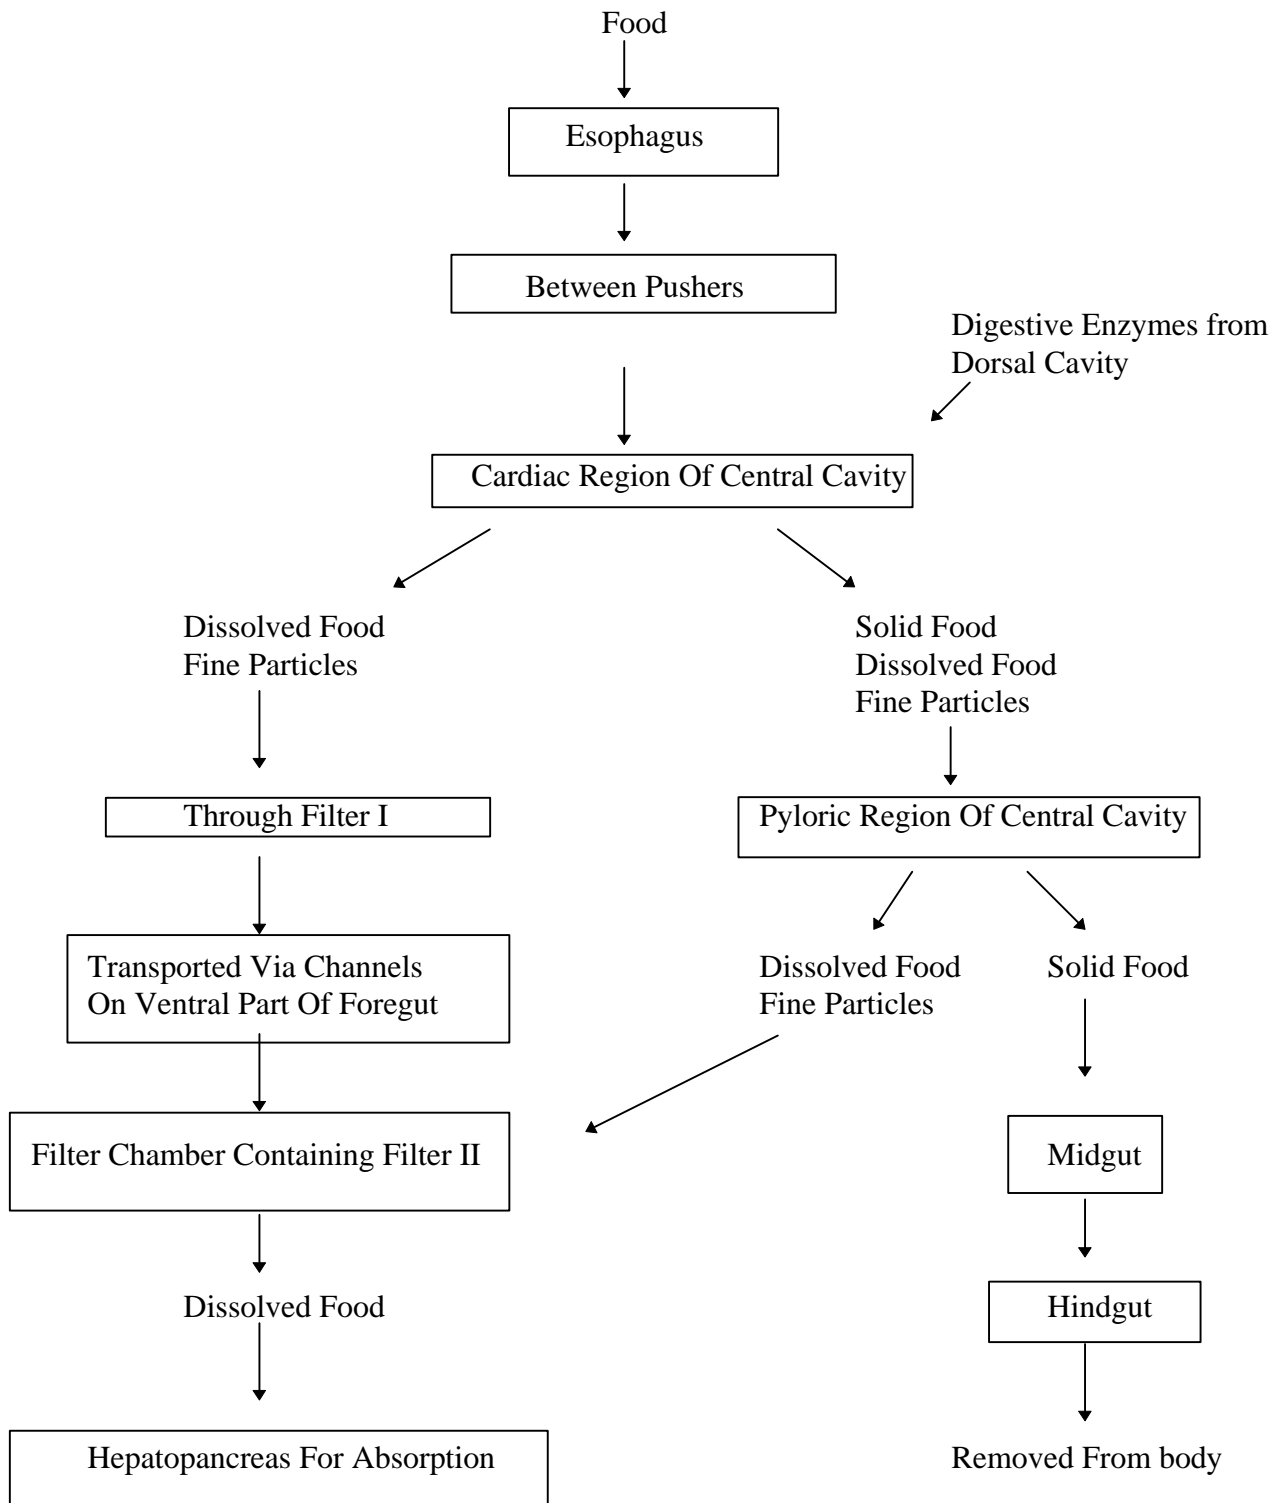 Food
Esophagus
Between Pushers
Digestive Enzymes from
Dorsal Cavity
Cardiac Region Of Central Cavity
Dissolved Food
Fine Particles
Solid Food
Dissolved Food
Fine Particles
Through Filter I
Pyloric Region Of Central Cavity
Transported Via Channels
On Ventral Part Of Foregut
Dissolved Food
Fine Particles
Solid Food
Filter Chamber Containing Filter II
Midgut
Dissolved Food
Hindgut
Hepatopancreas For Absorption
Removed From body